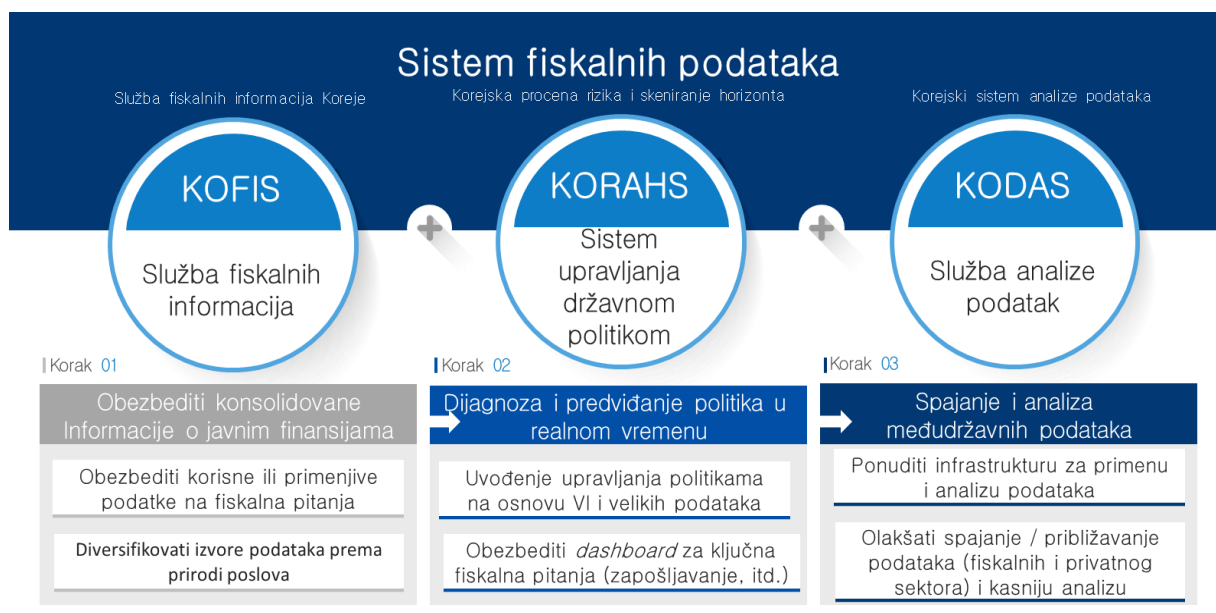 Sistem fiskalnih podataka
Služba fiskalnih informacija Koreje
Korejska procena rizika i skeniranje horizonta
Korejski sistem analize podataka
KOFIS
Služba fiskalnih
informacija
KORAHS
Sistem
upravljanja
državnom
politikom
KODAS
Služba analize
podatak
Korak 01
Obezbediti konsolidovane
Informacije o javnim finansijama
Obezbediti korisne ili primenjive
podatke na fiskalna pitanja
Diversifikovati izvore podataka prema
prirodi poslova
Korak 02
Dijagnoza i predviđanje politika u
realnom vremenu
Uvođenje upravljanja politikama
na osnovu VI i velikih podataka
Obezbediti dashboard za ključna
fiskalna pitanja (zapošljavanje, itd.)
Korak 03
Spajanje i analiza
međudržavnih podataka
Ponuditi infrastrukturu za primenu
i analizu podataka
Olakšati spajanje / približavanje
podataka (fiskalnih i privatnog
sektora) i kasniju analizu